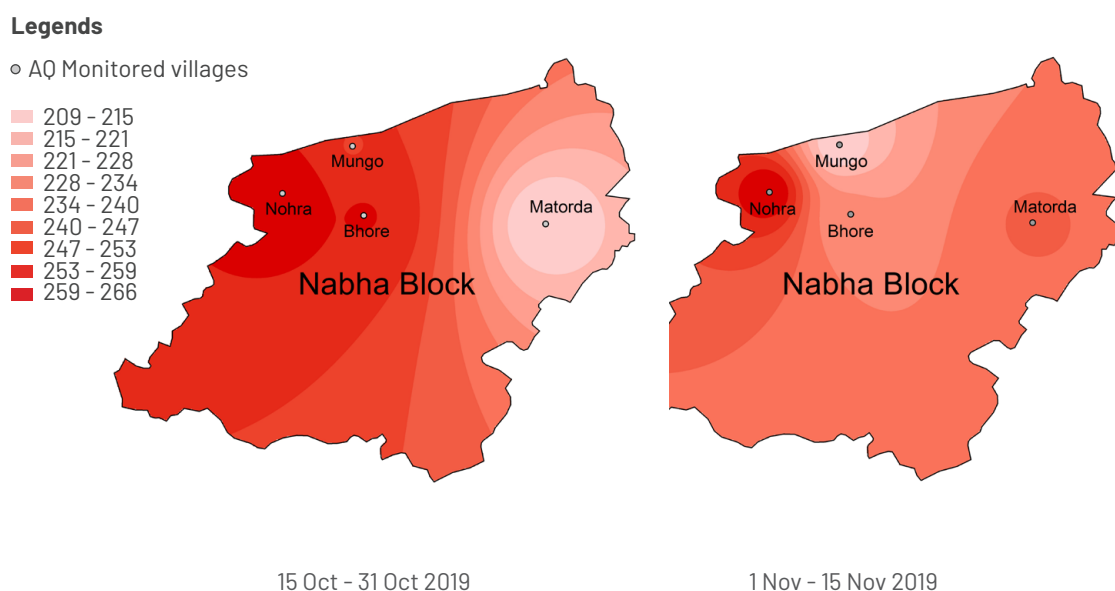 Legends
AQ Monitored villages
209 - 215
215 - 221
221 - 228
228 - 234
234 - 240
240 - 247
247 - 253
253 - 259
259 - 266
Mungo
Nohra
Bhore
Matorda
Nabha Block
15 Oct - 31 Oct 2019
Mungo
Nohra
Bhore
Matorda
Nabha Block
1 Nov - 15 Nov 2019